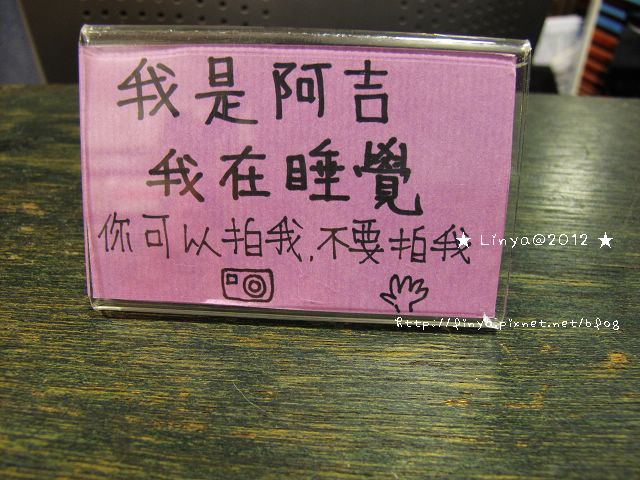 我是阿吉
我在睡覺
你可以拍我,不要拍我
★ Linya@2012 ★
http://linya.pixnet.net/blog